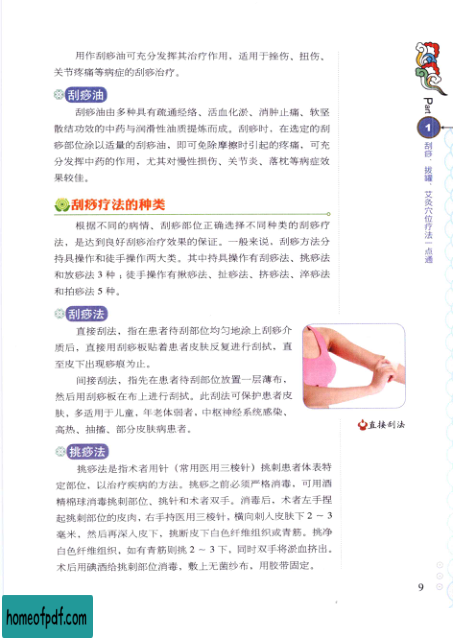 用作刮痧油可充分发挥其治疗作用，适用于挫伤、扭伤、
关节疼痛等病症的刮痧治疗。
刮痧油
刮痧油由多种具有疏通经络、活血化淤、消肿止痛、软坚
散结功效的中药与润滑性油质提炼而成。刮痧时，在选定的刮
痧部位涂以适量的刮痧油，即可免除摩擦时引起的疼痛，可充
分发挥中药的作用，尤其对慢性损伤、关节炎、落枕等病症效
果较佳。
刮痧疗法的种类
根据不同的病情、刮痧部位正确选择不同种类的刮痧疗
法，是达到良好刮痧治疗效果的保证。一般来说，刮痧方法分
持具操作和徒手操作两大类。其中持具操作有刮痧法、挑痧法
和放痧法 3 种；徒手操作有揪痧法、扯痧法、挤痧法、淬痧法
和拍痧法 5 种。
刮痧法
直接刮法，指在患者待刮部位均匀地涂上刮痧介
质后，直接用刮痧板贴着患者皮肤反复进行刮拭，直
至皮下出现痧痕为止。
间接刮法，指先在患者待刮部位放置一层薄布，
然后用刮痧板在布上进行刮拭。此刮法可保护患者皮
肤，多适用于儿童，年老体弱者，中枢神经系统感染、
高热、抽搐、部分皮肤病患者。
直接刮法
挑痧法
挑痧法是指术者用针（常用医用三棱针）挑刺患者体表特
定部位，以治疗疾病的方法。挑痧之前必须严格消毒，可用酒
精棉球消毒挑刺部位、挑针和术者双手。消毒后，术者左手捏
起挑刺部位的皮肉，右手持医用三棱针，横向刺入皮肤下 2 ~ 3
毫米，然后再深入皮下，挑断皮下白色纤维组织或青筋。挑净
白色纤维组织，如有青筋则挑 2 ~ 3 下，同时双手将淤血挤出。
术后用碘酒给挑刺部位消毒、敷上无菌纱布，用胶带固定。
Part
1
刮痧、拔罐、艾灸穴位疗法一点通
9
homeofpdf.com